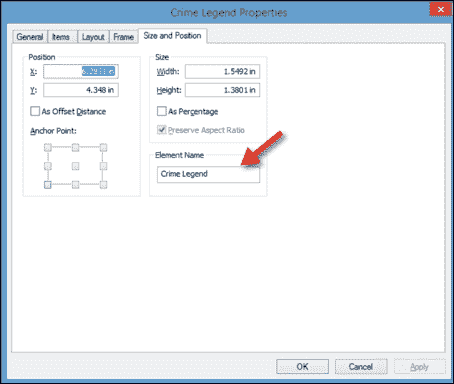 Crime Legend Properties
General Items Layout Frame Size and Position
Position
X:
Y: 4.348 in
As Offset Distance
Anchor Point:
Size
Width: 1.5492 in
Height: 1.3801 in
As Percentage
Preserve Aspect Ratio
Element Name
Crime Legend
OK Cancel Apply